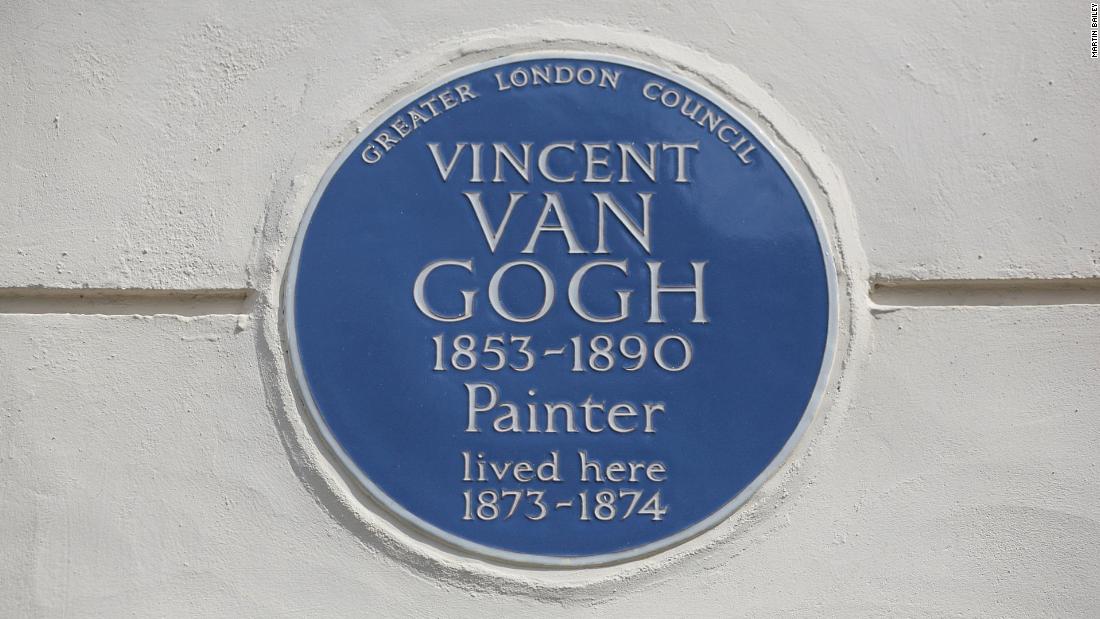 GREATER LONDON COUNCIL
VINCENT
VAN
GOGH
1853-1890
Painter
lived here
1873-1874
MARTIN BAILEY